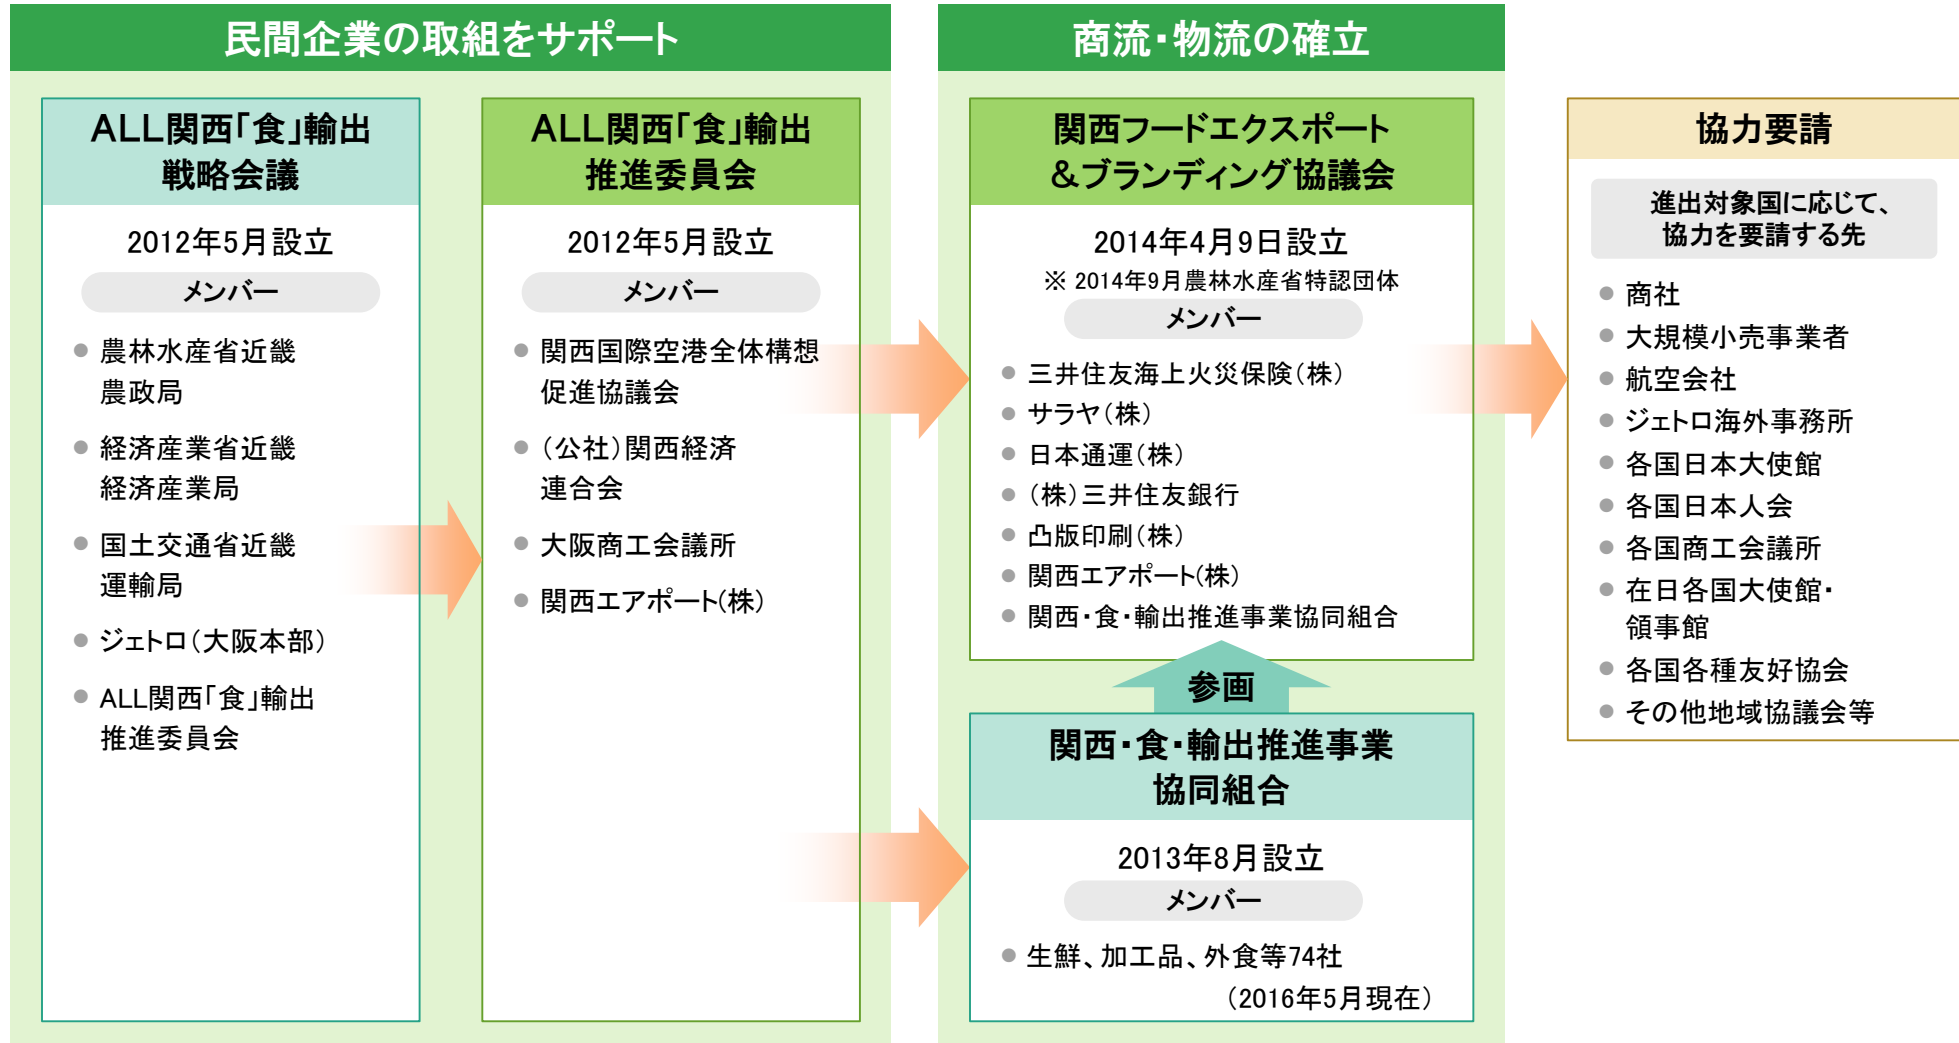 民間企業の取組をサポート
ALL関西「食」輸出
戦略会議
2012年5月設立
メンバー
● 農林水産省近畿
農政局
● 経済産業省近畿
経済産業局
● 国土交通省近畿
運輸局
● ジェトロ(大阪本部)
● ALL関西「食」輸出
推進委員会
ALL関西「食」輸出
推進委員会
2012年5月設立
メンバー
● 関西国際空港全体構想
促進協議会
● (公社)関西経済
連合会
● 大阪商工会議所
● 関西エアポート(株)
商流・物流の確立
関西フードエクスポート
&ブランディング協議会
2014年4月9日設立
※ 2014年9月農林水産省特認団体
メンバー
● 三井住友海上火災保険(株)
● サラヤ(株)
● 日本通運(株)
● (株)三井住友銀行
● 凸版印刷(株)
● 関西エアポート(株)
● 関西・食・輸出推進事業協同組合
参画
関西・食・輸出推進事業
協同組合
2013年8月設立
メンバー
● 生鮮、加工品、外食等74社
(2016年5月現在)
協力要請
進出対象国に応じて、
協力を要請する先
● 商社
● 大規模小売事業者
● 航空会社
● ジェトロ海外事務所
● 各国日本大使館
● 各国日本人会
● 各国商工会議所
● 在日各国大使館・
領事館
● 各国各種友好協会
● その他地域協議会等